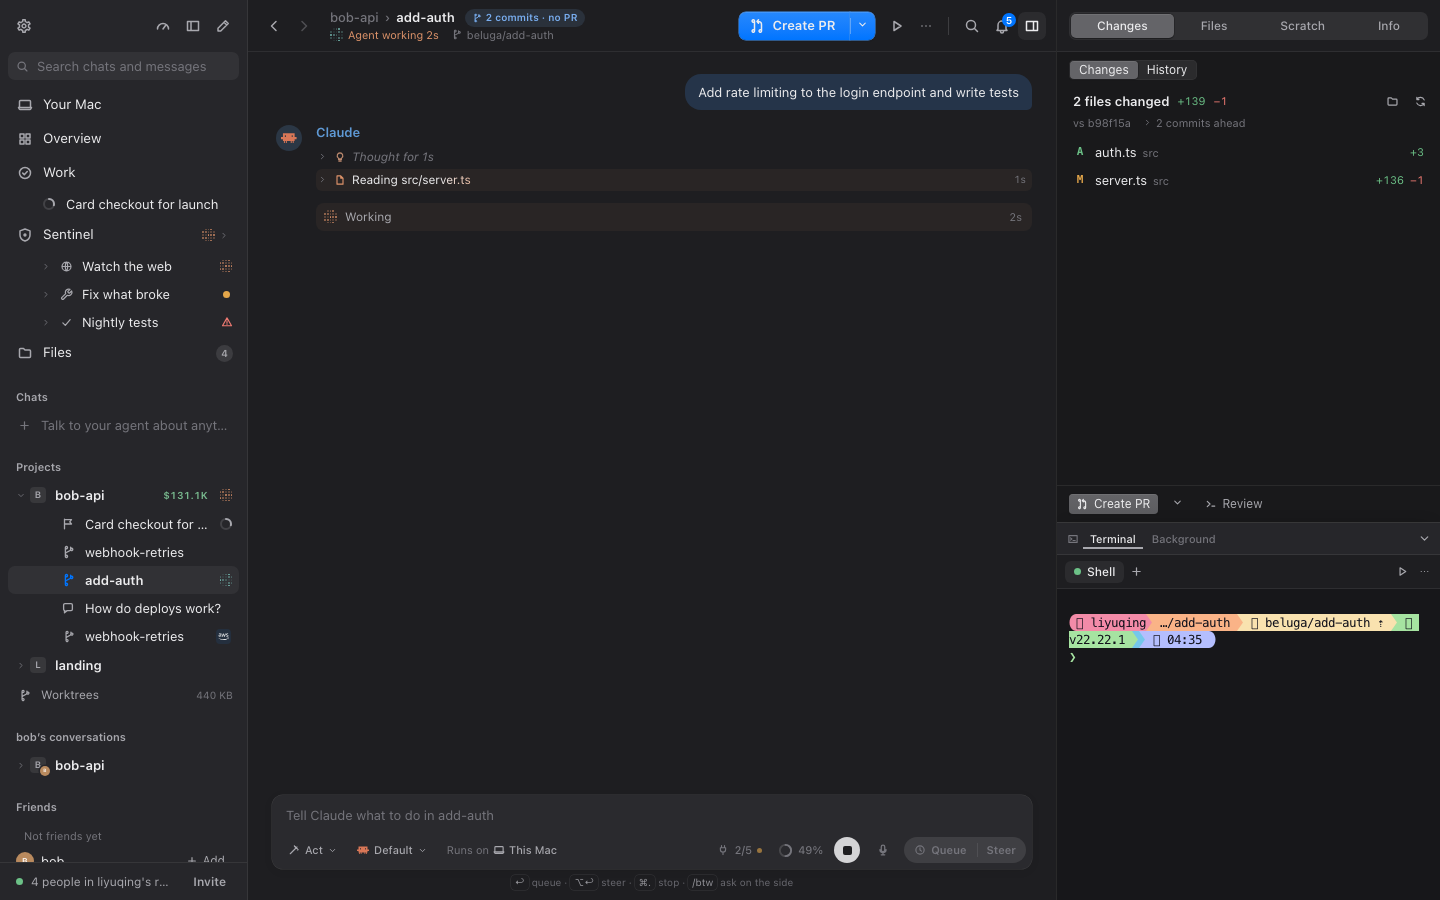 Search chats and messages
Your Mac
Overview
Work
Card checkout for launch
Sentinel
Watch the web
Fix what broke
Nightly tests
Files 4
Chats
Talk to your agent about anyt...
Projects
B bob-api $131.1K
Card checkout for ...
webhook-retries
add-auth
How do deploys work?
webhook-retries aws
L landing
Worktrees 440 KB
bob's conversations
B bob-api
Friends
Not friends yet
B bob + Add
4 people in liyuqing's r... Invite
bob-api › add-auth 2 commits · no PR
Agent working 2s beluga/add-auth
Create PR
5
Add rate limiting to the login endpoint and write tests
Claude
Thought for 1s
Reading src/server.ts 1s
Working 2s
Tell Claude what to do in add-auth
Act Default Runs on This Mac 2/5 49% Queue Steer
↩ queue · ⌥↩ steer · ⌘. stop · /btw ask on the side
Changes Files Scratch Info
Changes History
2 files changed +139 −1
vs b98f15a › 2 commits ahead
A auth.ts src +3
M server.ts src +136 −1
Create PR Review
Terminal Background
Shell +
liyuqing …/add-auth beluga/add-auth ⇡
v22.22.1 04:35
❯